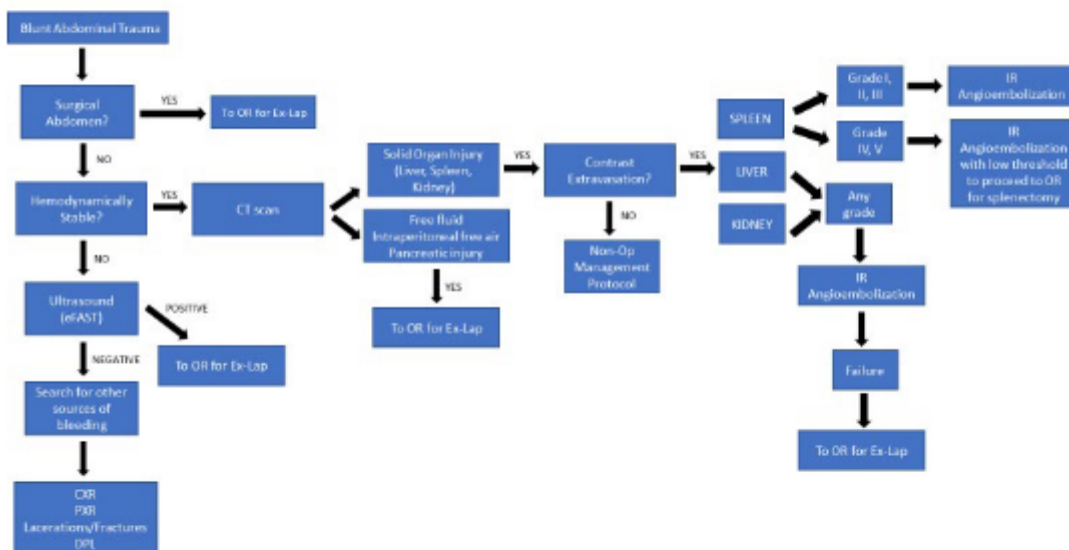 Blunt Abdominal Trauma
Surgical
Abdomen?
YES
To OR for Ex-Lap
NO
Hemodynamically
Stable?
YES
CT scan
NO
Ultrasound
(eFAST)
POSITIVE
To OR for Ex-Lap
NEGATIVE
Search for other
sources of
bleeding
CXR
PXR
Lacerations/Fractures
DPL
Solid Organ Injury
(Liver, Spleen,
Kidney)
YES
Free fluid
Intraperitoneal free air
Pancreatic injury
YES
To OR for Ex-Lap
Contrast
Extravasation?
YES
NO
Non-Op
Management
Protocol
SPLEEN
LIVER
KIDNEY
Grade I,
II, III
IR
Angioembolization
Grade
IV, V
IR
Angioembolization
with low threshold
to proceed to OR
for splenectomy
Any
grade
IR
Angioembolization
Failure
To OR for Ex-Lap